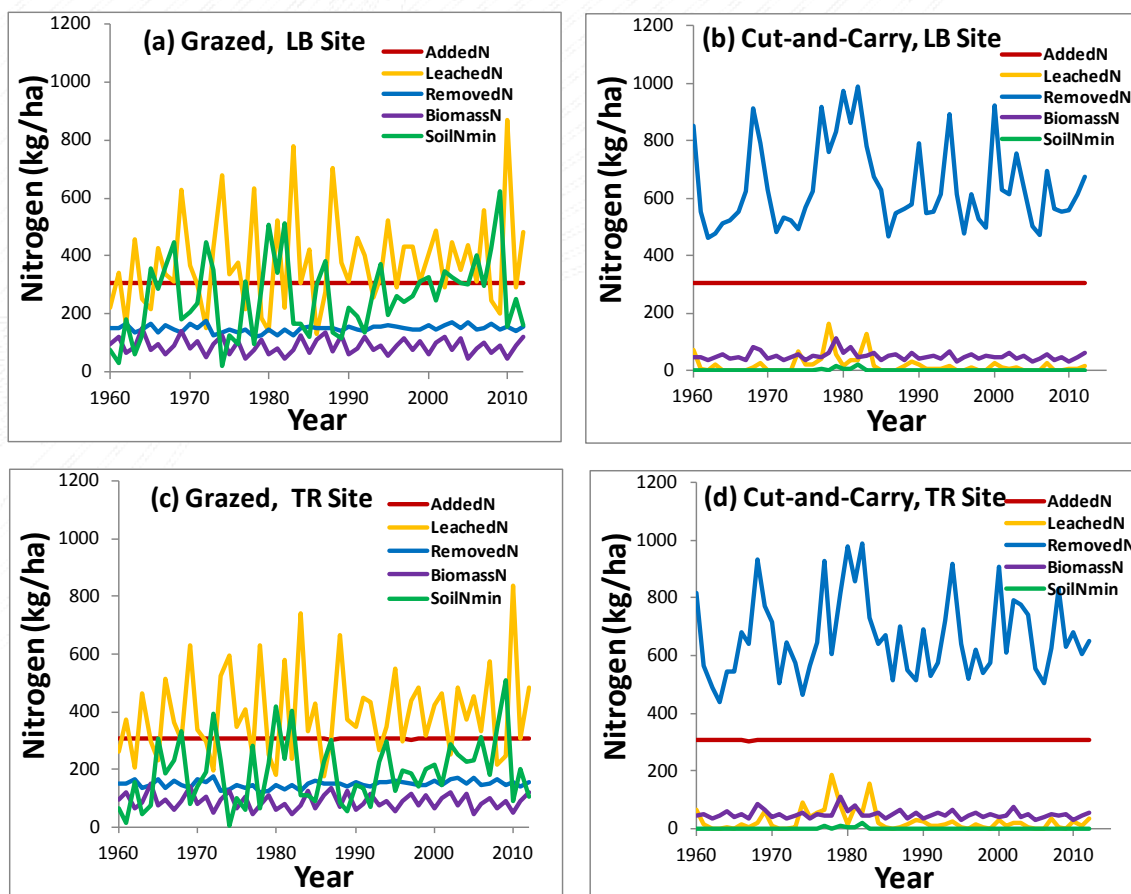 (a) Grazed, LB Site
Nitrogen (kg/ha)
1200
1000
800
600
400
200
0
AddedN
LeachedN
RemovedN
BiomassN
SoilNmin
1960 1970 1980 1990 2000 2010
Year
(b) Cut-and-Carry, LB Site
Nitrogen (kg/ha)
1200
1000
800
600
400
200
0
AddedN
LeachedN
RemovedN
BiomassN
SoilNmin
1960 1970 1980 1990 2000 2010
Year
(c) Grazed, TR Site
Nitrogen (kg/ha)
1200
1000
800
600
400
200
0
AddedN
LeachedN
RemovedN
BiomassN
SoilNmin
1960 1970 1980 1990 2000 2010
Year
(d) Cut-and-Carry, TR Site
Nitrogen (kg/ha)
1200
1000
800
600
400
200
0
AddedN
LeachedN
RemovedN
BiomassN
SoilNmin
1960 1970 1980 1990 2000 2010
Year